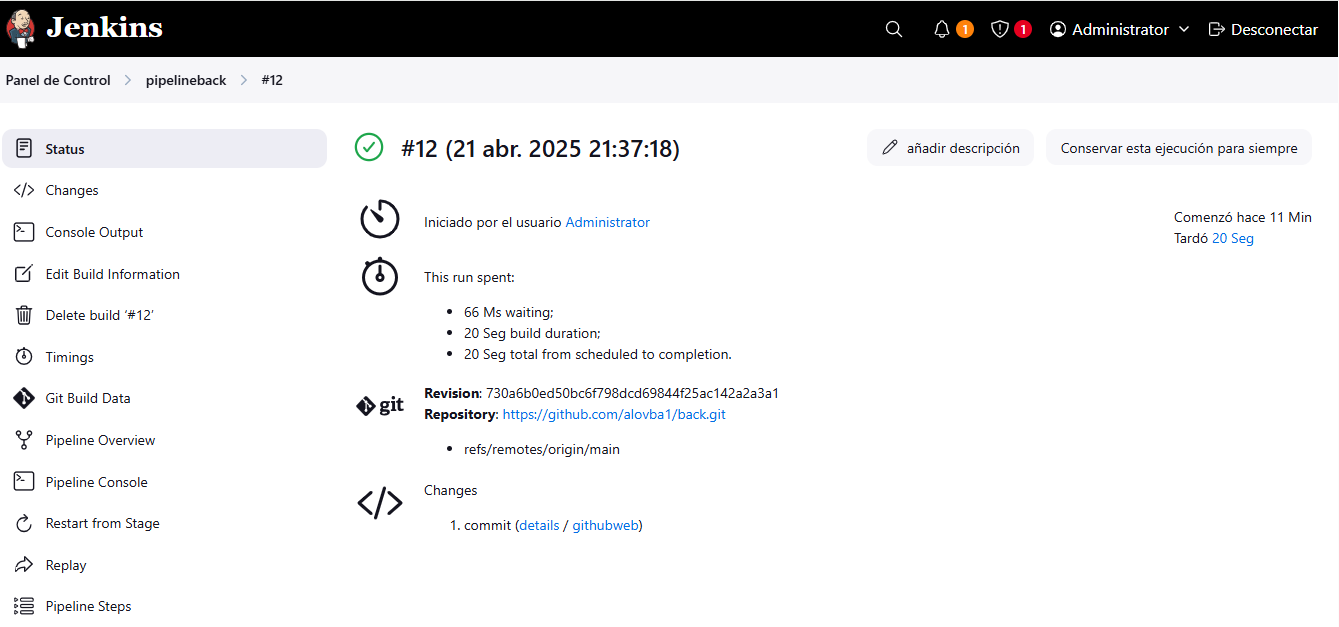 Jenkins
1
1
Administrator
Desconectar
Panel de Control
pipelineback
#12
Status
Changes
Console Output
Edit Build Information
Delete build ‘#12’
Timings
Git Build Data
Pipeline Overview
Pipeline Console
Restart from Stage
Replay
Pipeline Steps
#12 (21 abr. 2025 21:37:18)
añadir descripción
Conservar esta ejecución para siempre
Iniciado por el usuario Administrator
Comenzó hace 11 Min
Tardó 20 Seg
This run spent:
66 Ms waiting;
20 Seg build duration;
20 Seg total from scheduled to completion.
git
Revision: 730a6b0ed50bc6f798dcd69844f25ac142a2a3a1
Repository: https://github.com/alovba1/back.git
refs/remotes/origin/main
Changes
1. commit (details / githubweb)